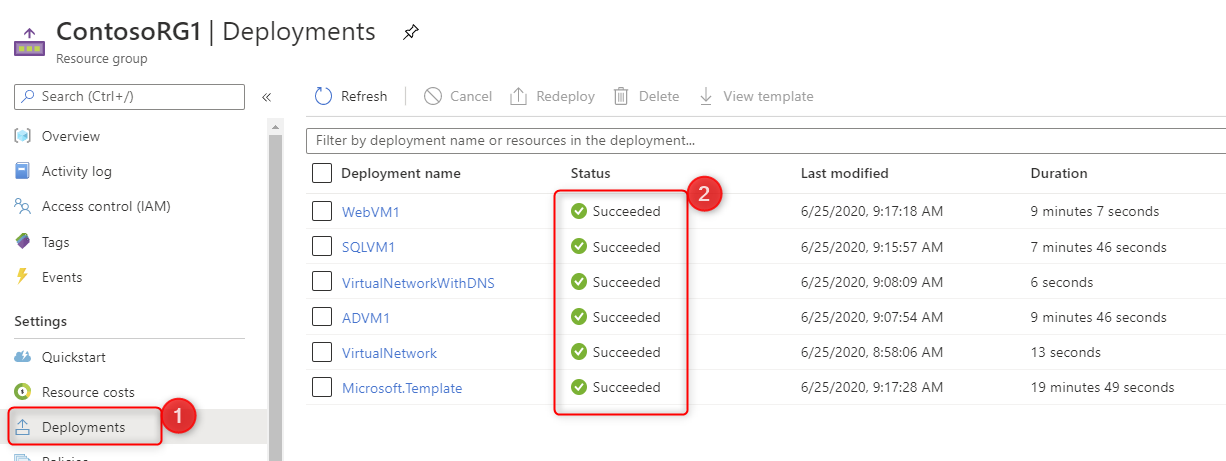 ContosoRG1 | Deployments
Resource group
Search (Ctrl+/)
«
Overview
Activity log
Access control (IAM)
Tags
Events
Settings
Quickstart
Resource costs
Deployments
1
Policies
Refresh
Cancel
Redeploy
Delete
View template
Filter by deployment name or resources in the deployment...
Deployment name Status Last modified Duration
2
WebVM1 Succeeded 6/25/2020, 9:17:18 AM 9 minutes 7 seconds
SQLVM1 Succeeded 6/25/2020, 9:15:57 AM 7 minutes 46 seconds
VirtualNetworkWithDNS Succeeded 6/25/2020, 9:08:09 AM 6 seconds
ADVM1 Succeeded 6/25/2020, 9:07:54 AM 9 minutes 46 seconds
VirtualNetwork Succeeded 6/25/2020, 8:58:06 AM 13 seconds
Microsoft.Template Succeeded 6/25/2020, 9:17:28 AM 19 minutes 49 seconds